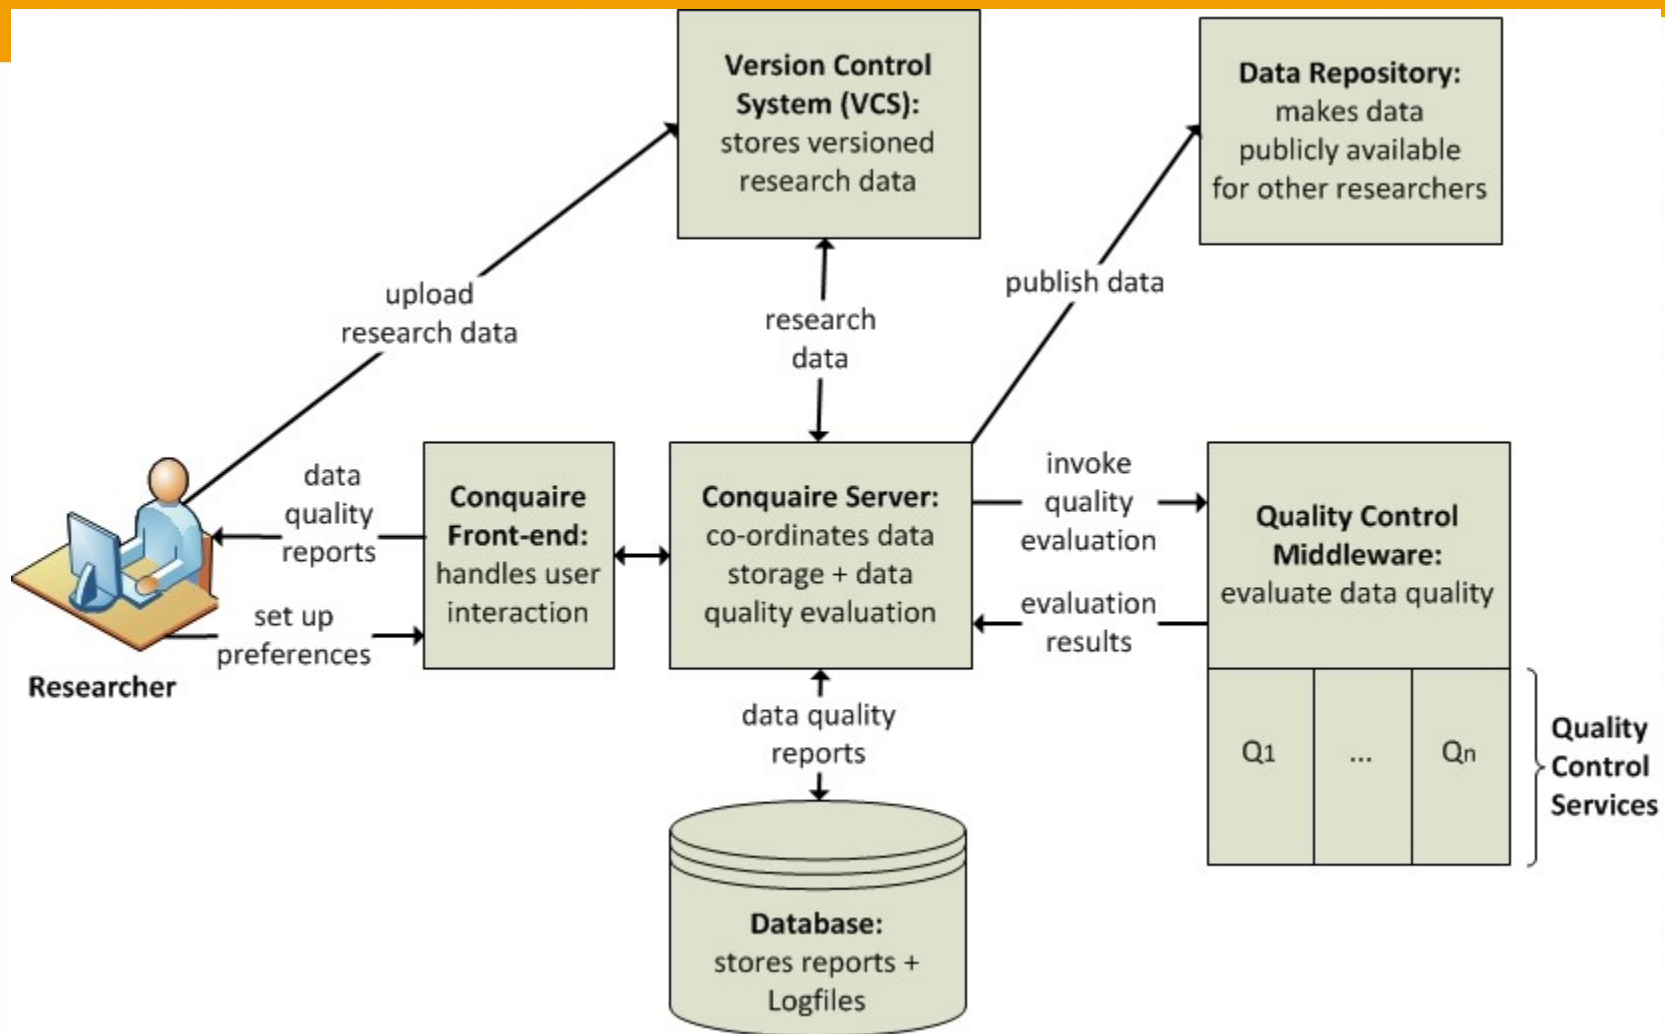 Version Control
System (VCS):
stores versioned
research data
Data Repository:
makes data
publicly available
for other researchers
upload
research data
research
data
publish data
data
quality
reports
set up
preferences
Researcher
Conquaire
Front-end:
handles user
interaction
Conquaire Server:
co-ordinates data
storage + data
quality evaluation
invoke
quality
evaluation
evaluation
results
Quality Control
Middleware:
evaluate data quality
Q1
...
Qn
Quality
Control
Services
data quality
reports
Database:
stores reports +
Logfiles